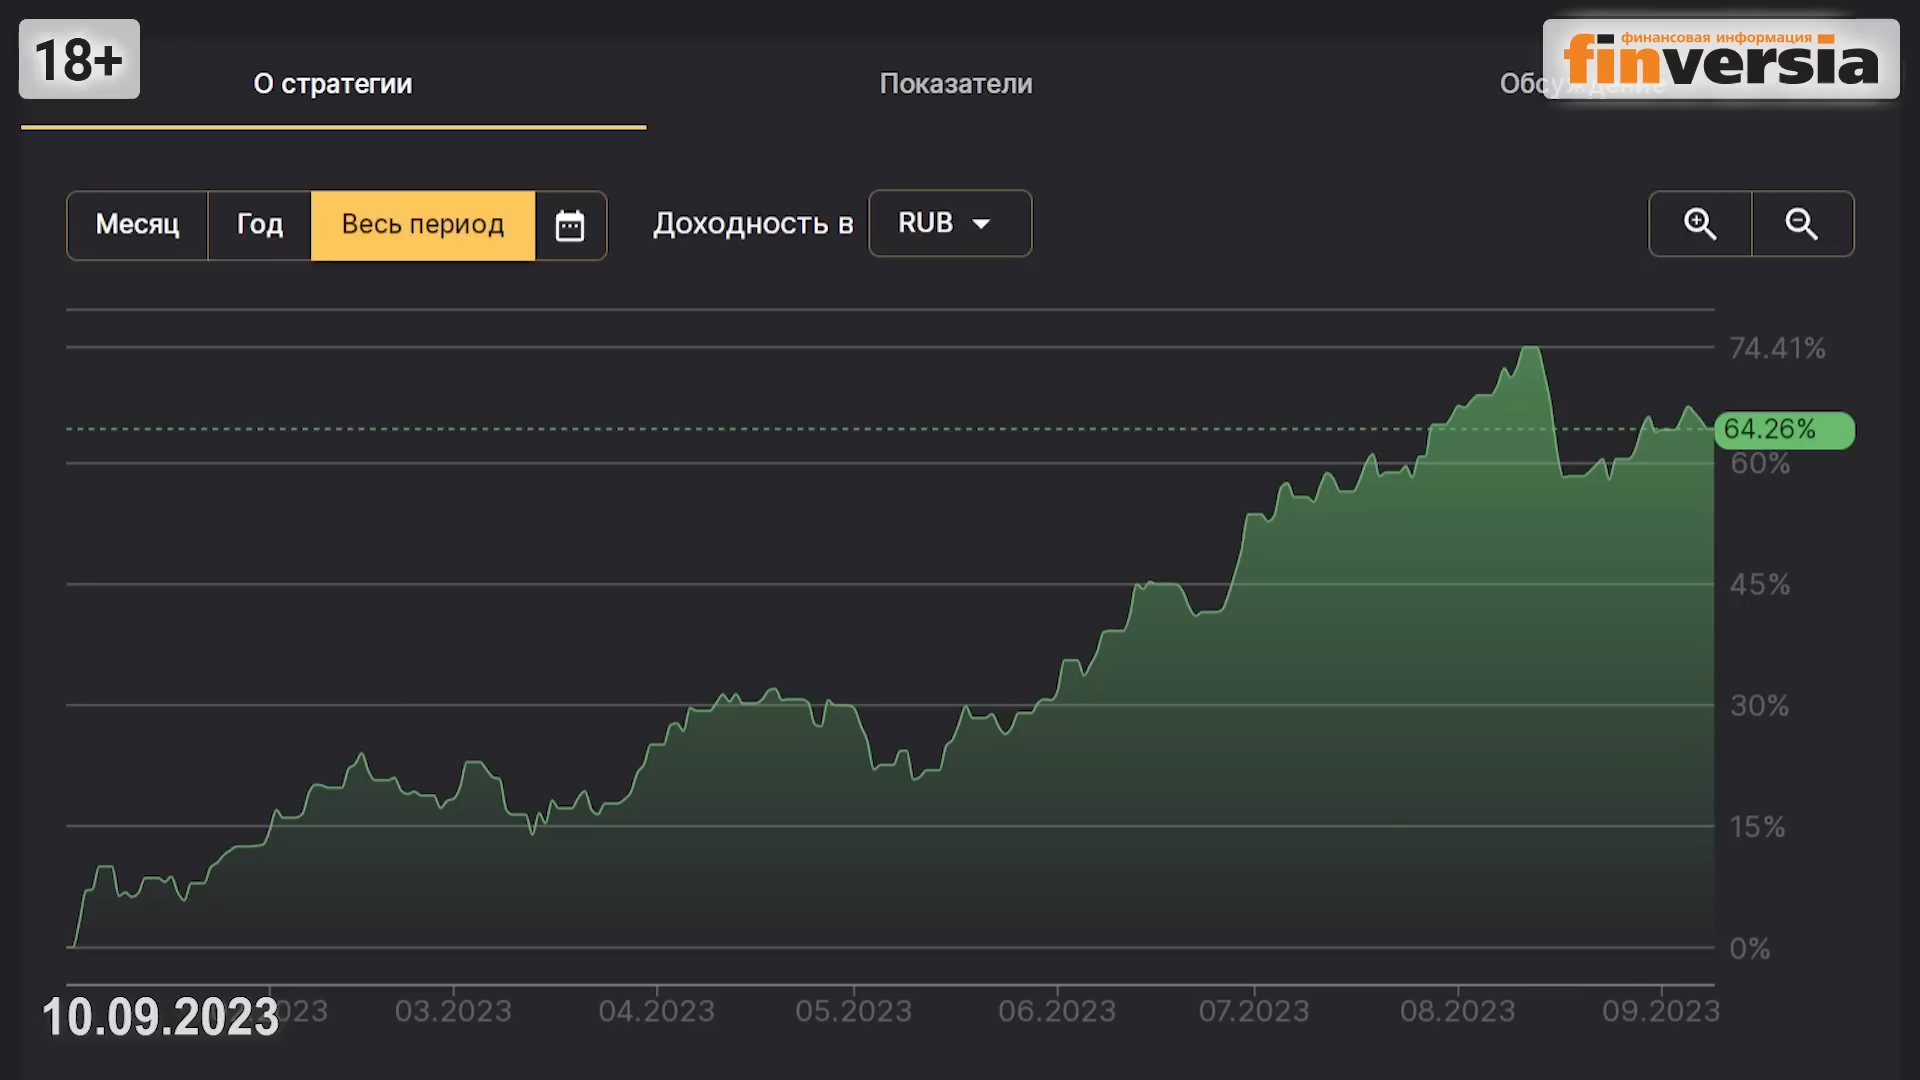 18+
О стратегии
Показатели
финансовая информация
finversia
Месяц
Год
Весь период
Доходность в
RUB
74.41%
64.26%
60%
45%
30%
15%
0%
10.09.2023
2023
03.2023
04.2023
05.2023
06.2023
07.2023
08.2023
09.2023